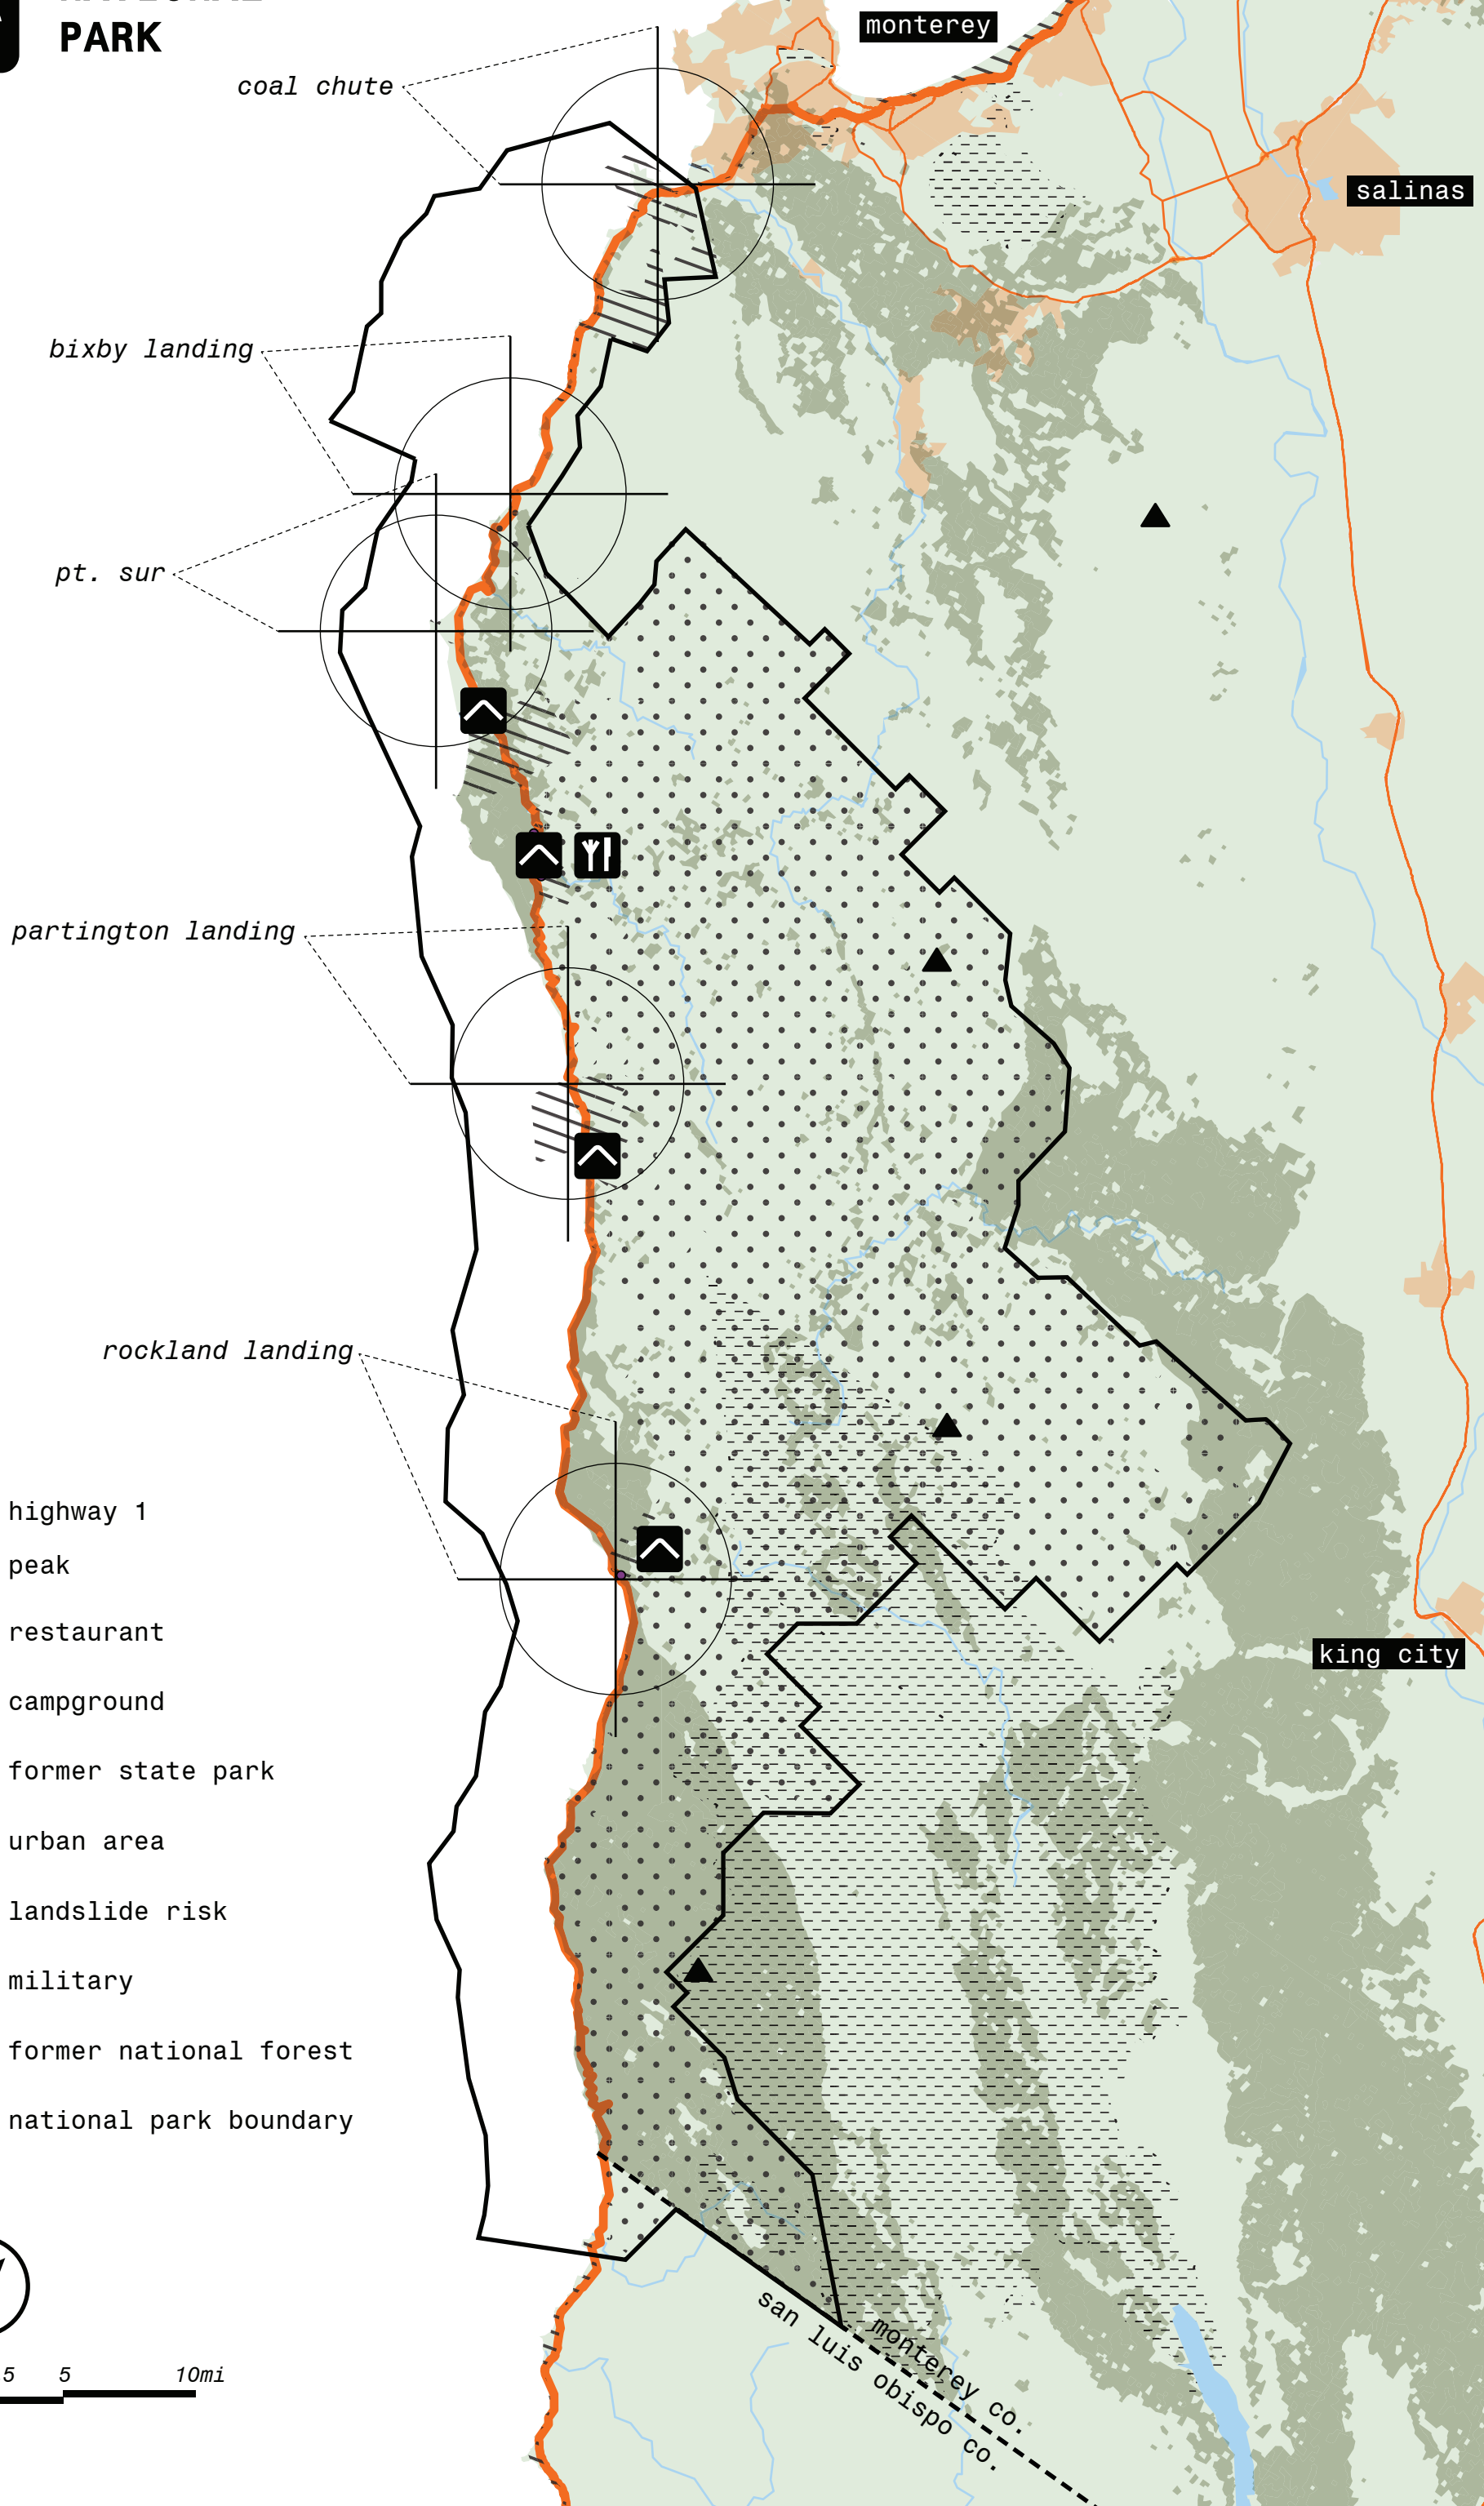 PARK
monterey
coal chute
salinas
bixby landing
pt. sur
partington landing
rockland landing
highway 1
peak
restaurant
king city
campground
former state park
urban area
landslide risk
military
former national forest
national park boundary
san luis obispo co.
monterey co.
5 5 10mi